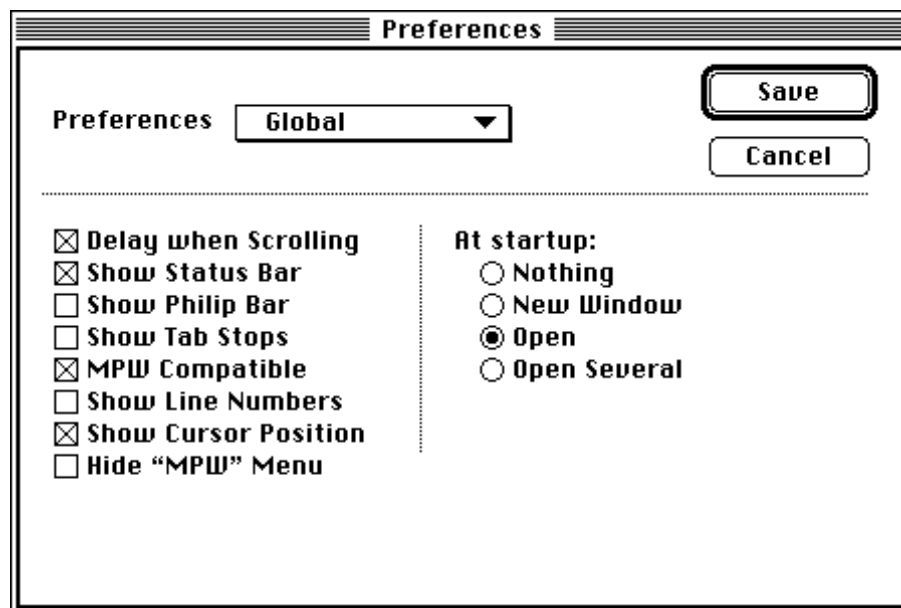 Preferences
Preferences Global
Save
Cancel
Delay when Scrolling
Show Status Bar
Show Philip Bar
Show Tab Stops
MPW Compatible
Show Line Numbers
Show Cursor Position
Hide “MPW” Menu
At startup:
Nothing
New Window
Open
Open Several